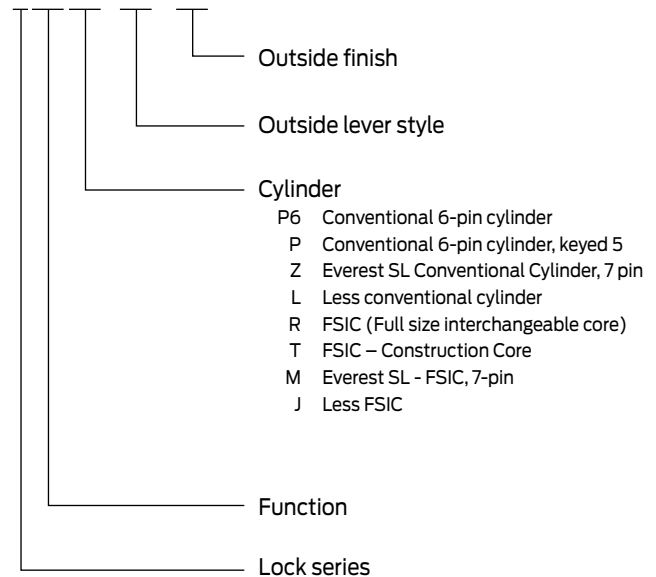 Outside finish
Outside lever style
Cylinder
P6 Conventional 6-pin cylinder
P Conventional 6-pin cylinder, keyed 5
Z Everest SL Conventional Cylinder, 7 pin
L Less conventional cylinder
R FSIC (Full size interchangeable core)
T FSIC – Construction Core
M Everest SL - FSIC, 7-pin
J Less FSIC
Function
Lock series